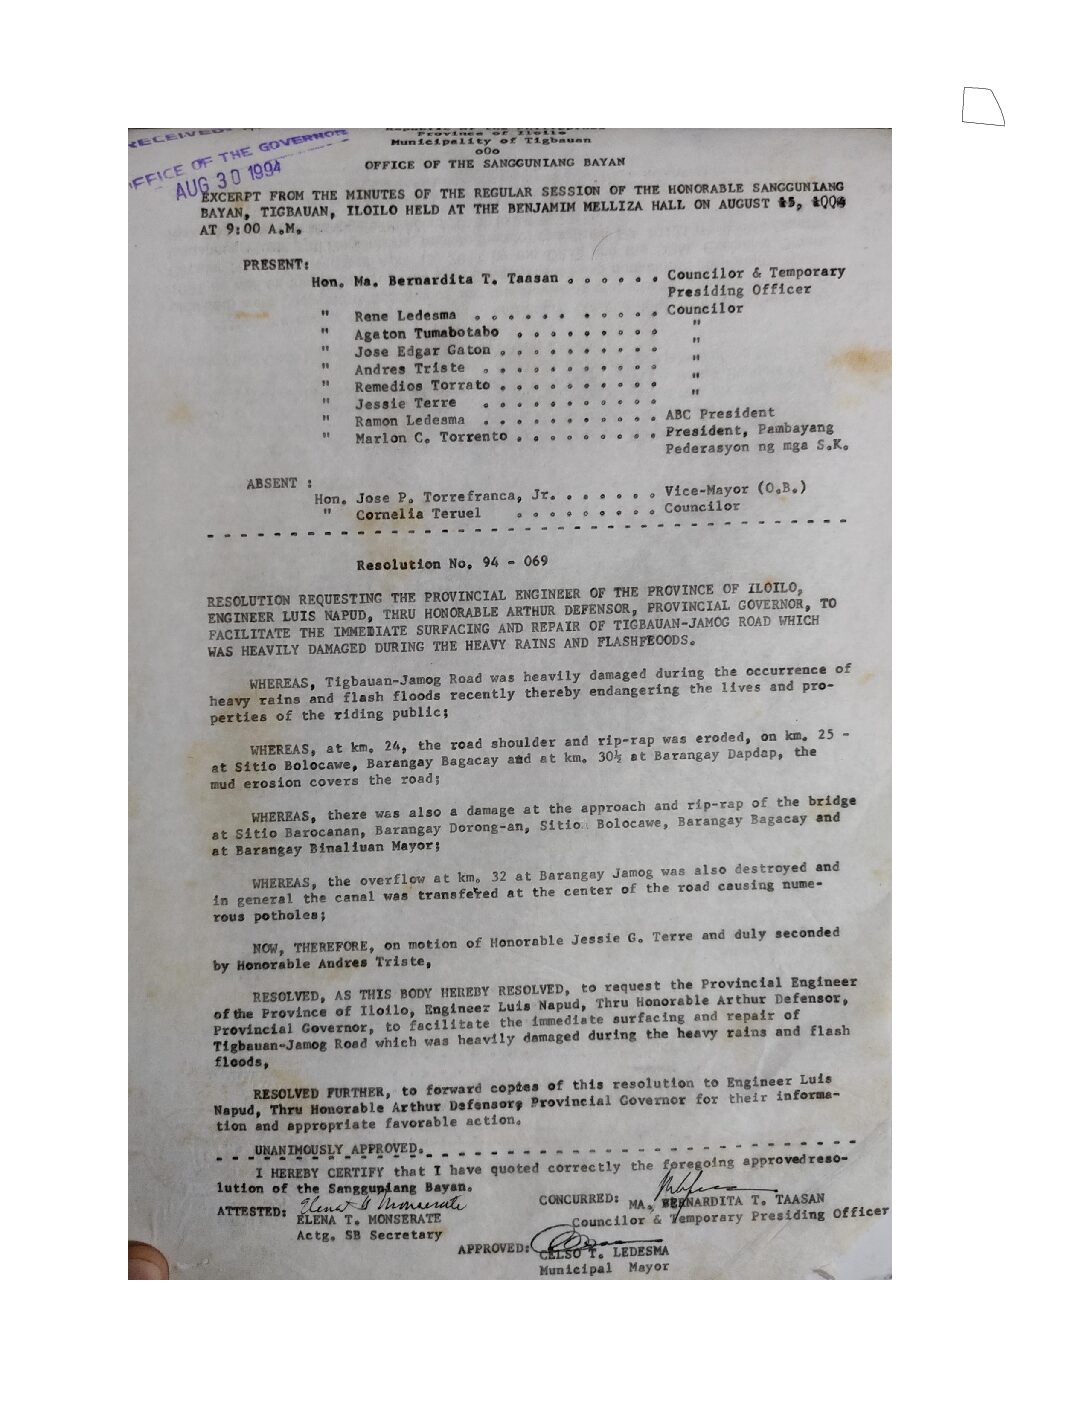 RECEIVED
OFFICE OF THE GOVERNOR
AUG 30 1994
Province of Iloilo
Municipality of Tigbauan
o0o
OFFICE OF THE SANGGUNIANG BAYAN
EXCERPT FROM THE MINUTES OF THE REGULAR SESSION OF THE HONORABLE SANGGUNIANG
BAYAN, TIGBAUAN, ILOILO HELD AT THE BENJAMIM MELLIZA HALL ON AUGUST 15,
AT 9:00 A.M.
PRESENT:
Hon. Ma. Bernardita T. Taasan . . . . . . Councilor & Temporary
Presiding Officer
" Rene Ledesma . . . . . . . . . . . Councilor
" Agaton Tumabotabo . . . . . . . . . "
" Jose Edgar Gaton . . . . . . . . . . "
" Andres Triste . . . . . . . . . . . "
" Remedios Torrato . . . . . . . . . . "
" Jessie Terre . . . . . . . . . . . "
" Ramon Ledesma . . . . . . . . . . . ABC President
" Marlon C. Torrento . . . . . . . . . President, Pambayang
Pederasyon ng mga S.K.
ABSENT :
Hon. Jose P. Torrefranca, Jr. . . . . . . Vice-Mayor (O.B.)
" Cornelia Teruel . . . . . . . . . Councilor
Resolution No. 94 - 069
RESOLUTION REQUESTING THE PROVINCIAL ENGINEER OF THE PROVINCE OF ILOILO,
ENGINEER LUIS NAPUD, THRU HONORABLE ARTHUR DEFENSOR, PROVINCIAL GOVERNOR, TO
FACILITATE THE IMMEDIATE SURFACING AND REPAIR OF TIGBAUAN-JAMOG ROAD WHICH
WAS HEAVILY DAMAGED DURING THE HEAVY RAINS AND FLASHFEOODS.
WHEREAS, Tigbauan-Jamog Road was heavily damaged during the occurrence of
heavy rains and flash floods recently thereby endangering the lives and pro-
perties of the riding public;
WHEREAS, at km. 24, the road shoulder and rip-rap was eroded, on km. 25 -
at Sitio Bolocawe, Barangay Bagacay and at km. 30½ at Barangay Dapdap, the
mud erosion covers the road;
WHEREAS, there was also a damage at the approach and rip-rap of the bridge
at Sitio Barocanan, Barangay Dorong-an, Sitio Bolocawe, Barangay Bagacay and
at Barangay Binaliuan Mayor;
WHEREAS, the overflow at km. 32 at Barangay Jamog was also destroyed and
in general the canal was transfered at the center of the road causing nume-
rous potholes;
NOW, THEREFORE, on motion of Honorable Jessie G. Terre and duly seconded
by Honorable Andres Triste,
RESOLVED, AS THIS BODY HEREBY RESOLVED, to request the Provincial Engineer
of the Province of Iloilo, Engineer Luis Napud, Thru Honorable Arthur Defensor,
Provincial Governor, to facilitate the immediate surfacing and repair of
Tigbauan-Jamog Road which was heavily damaged during the heavy rains and flash
floods,
RESOLVED FURTHER, to forward copies of this resolution to Engineer Luis
Napud, Thru Honorable Arthur Defensor, Provincial Governor for their informa-
tion and appropriate favorable action.
UNANIMOUSLY APPROVED.
I HEREBY CERTIFY that I have quoted correctly the foregoing approved reso-
lution of the Sangguniang Bayan.
ATTESTED: Elena T. Monserate
ELENA T. MONSERATE
Actg. SB Secretary
CONCURRED: MA. BERNARDITA T. TAASAN
Councilor & Temporary Presiding Officer
APPROVED: CELSO T. LEDESMA
Municipal Mayor